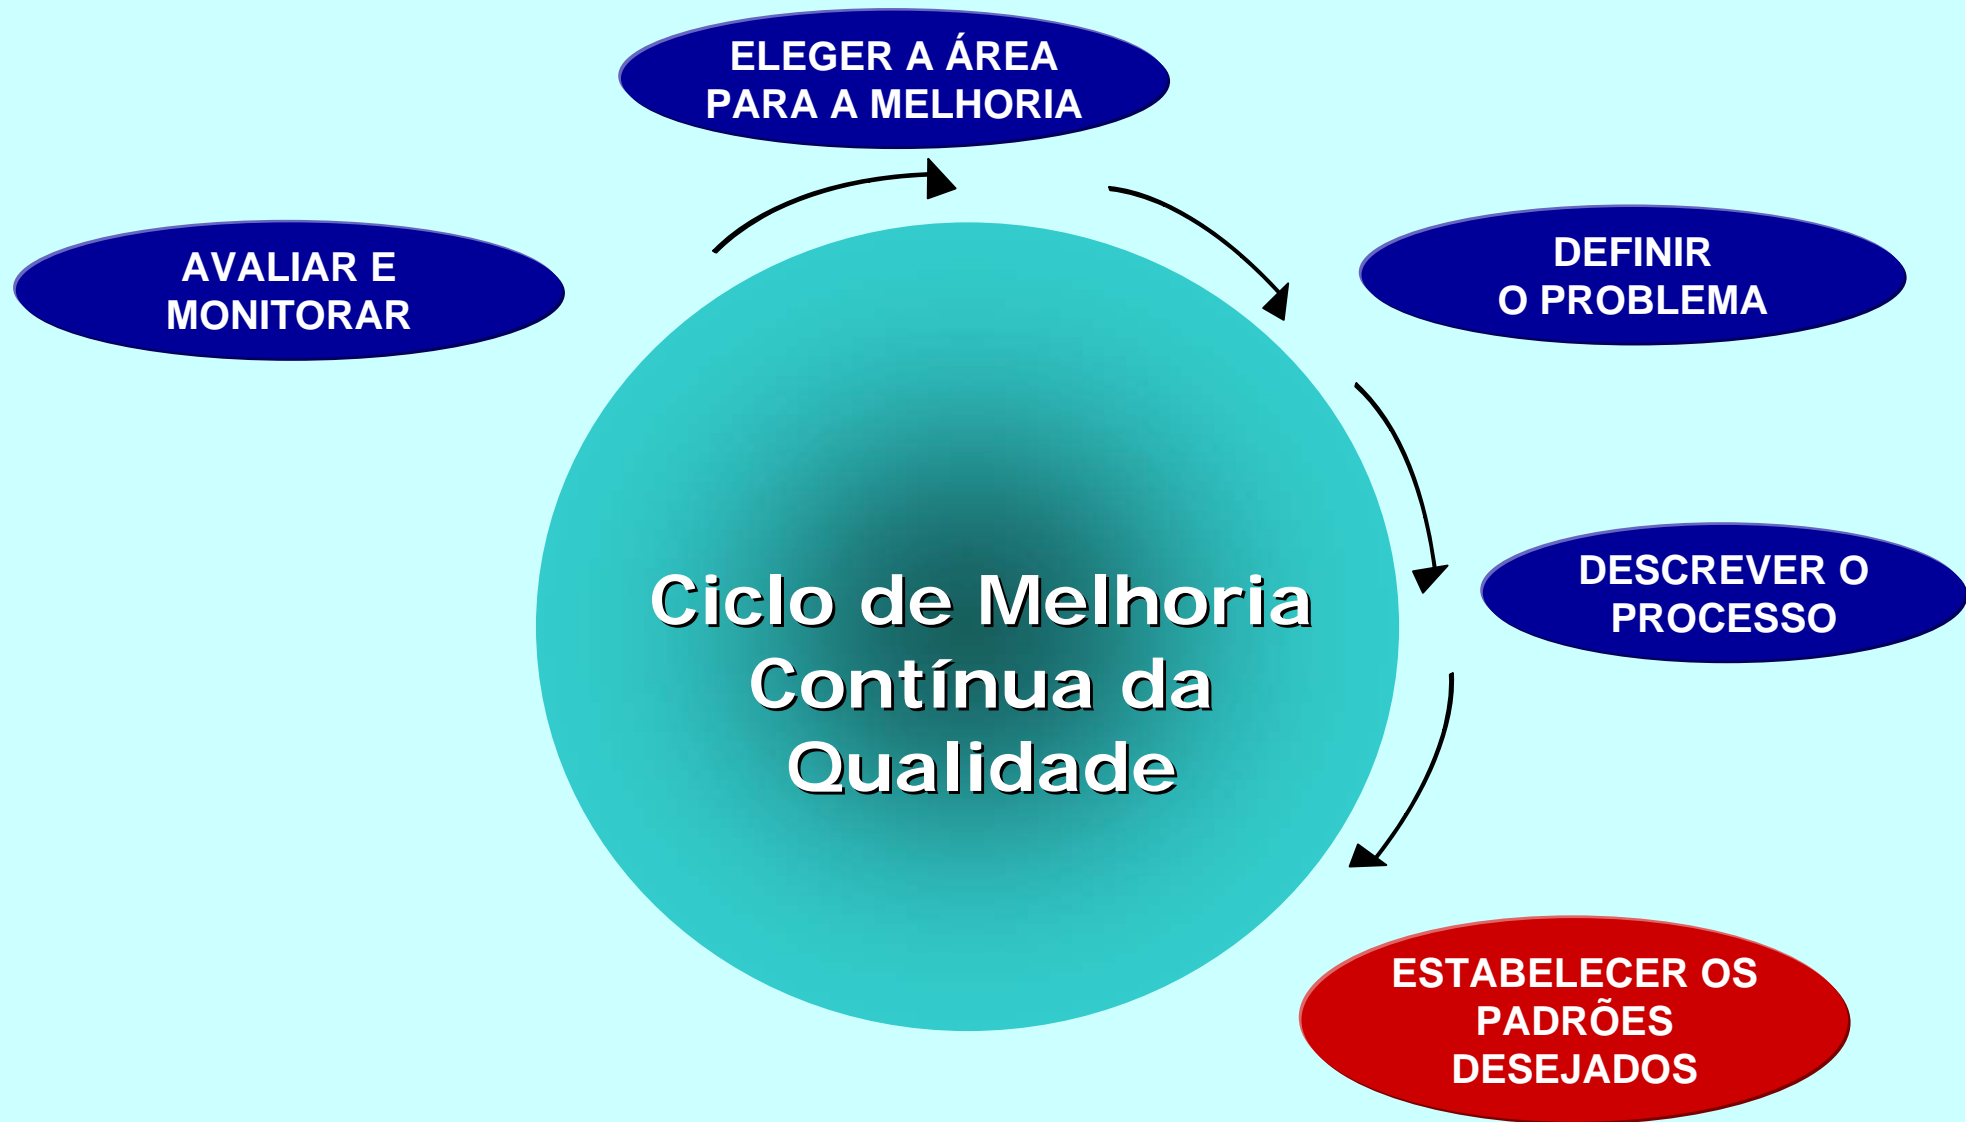 ELEGER A ÁREA
PARA A MELHORIA
AVALIAR E
MONITORAR
DEFINIR
O PROBLEMA
DESCREVER O
PROCESSO
Ciclo de Melhoria
Contínua da
Qualidade
ESTABELECER OS
PADRÕES
DESEJADOS